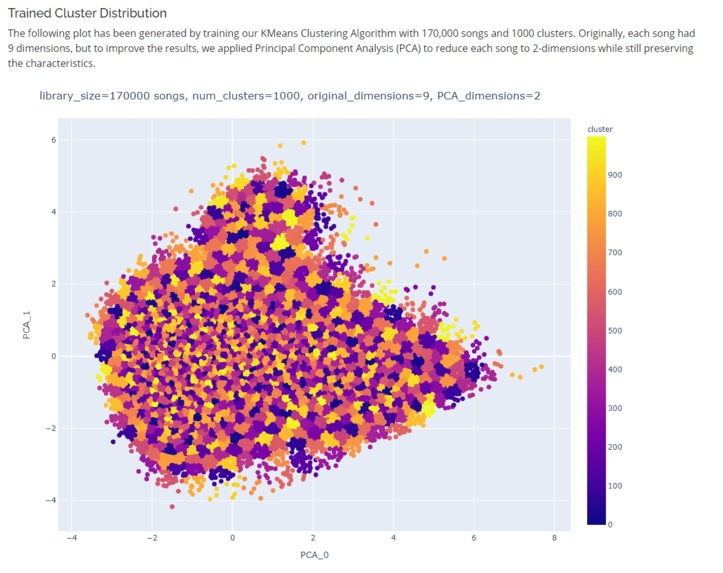 Trained Cluster Distribution
The following plot has been generated by training our KMeans Clustering Algorithm with 170,000 songs and 1000 clusters. Originally, each song had
9 dimensions, but to improve the results, we applied Principal Component Analysis (PCA) to reduce each song to 2-dimensions while still preserving
the characteristics.
library_size=170000 songs, num_clusters=1000, original_dimensions=9, PCA_dimensions=2
cluster
6
4
2
0
−2
−4
PCA_1
−4
−2
0
2
4
6
8
PCA_0
900
800
700
600
500
400
300
200
100
0